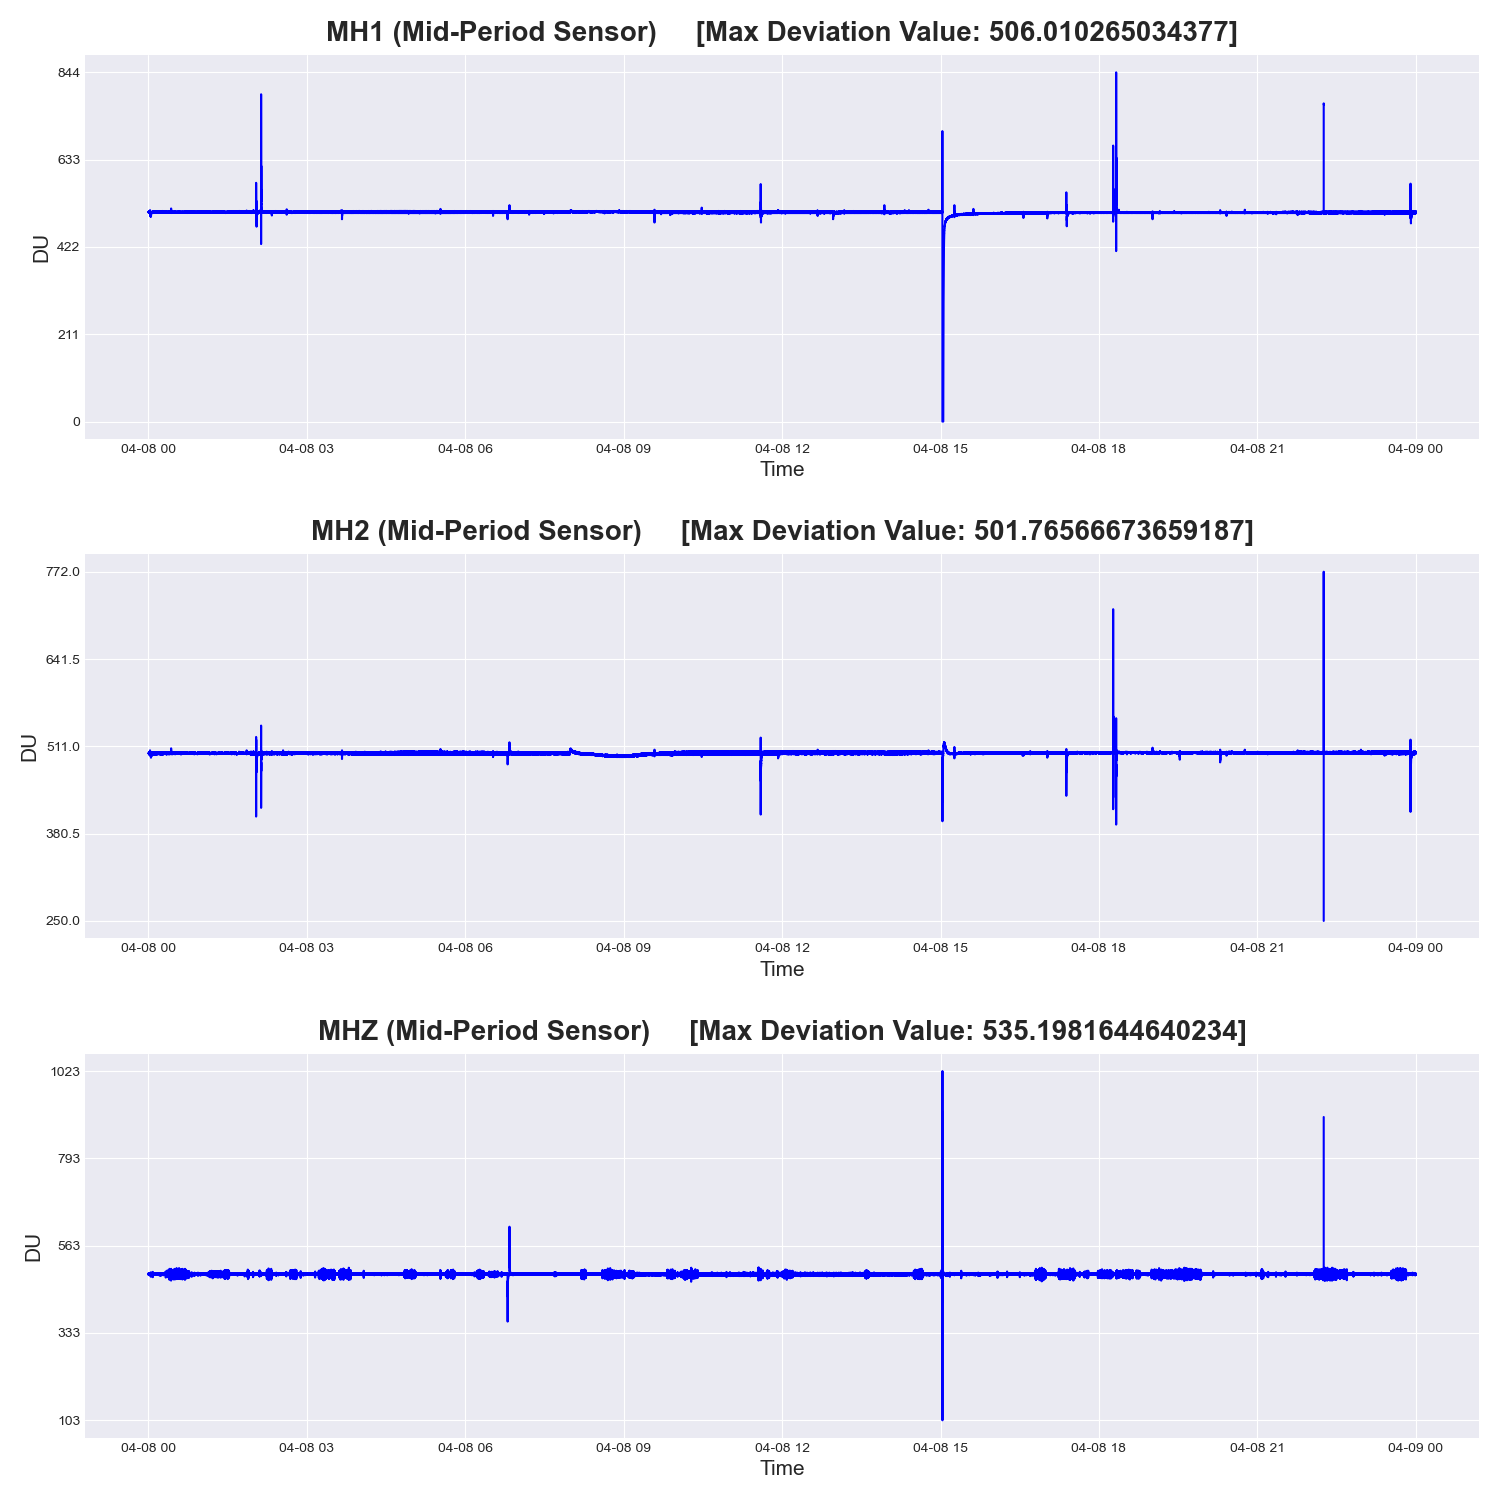 MH1 (Mid-Period Sensor) [Max Deviation Value: 506.010265034377]
844
633
422
211
0
DU
04-08 00 04-08 03 04-08 06 04-08 09 04-08 12 04-08 15 04-08 18 04-08 21 04-09 00
Time
MH2 (Mid-Period Sensor) [Max Deviation Value: 501.76566673659187]
772.0
641.5
511.0
380.5
250.0
DU
04-08 00 04-08 03 04-08 06 04-08 09 04-08 12 04-08 15 04-08 18 04-08 21 04-09 00
Time
MHZ (Mid-Period Sensor) [Max Deviation Value: 535.1981644640234]
1023
793
563
333
103
DU
04-08 00 04-08 03 04-08 06 04-08 09 04-08 12 04-08 15 04-08 18 04-08 21 04-09 00
Time